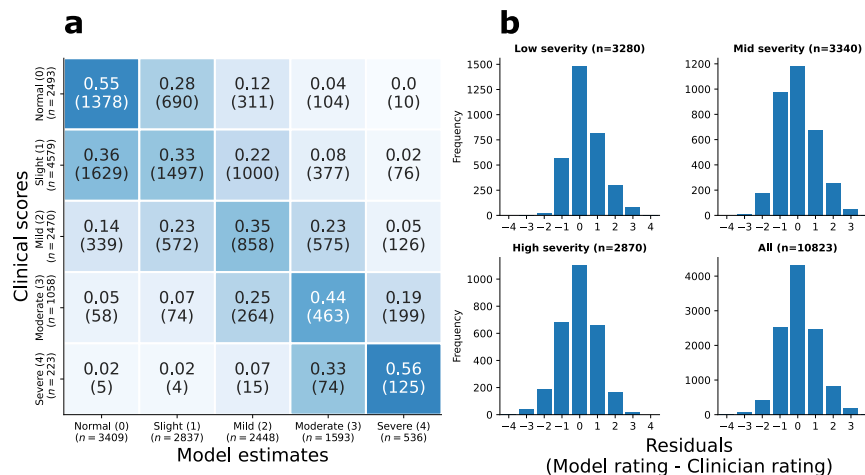 a
Clinical scores
Normal (0)
(n = 2493)
0.55
(1378)
0.28
(690)
0.12
(311)
0.04
(104)
0.0
(10)
Slight (1)
(n = 4579)
0.36
(1629)
0.33
(1497)
0.22
(1000)
0.08
(377)
0.02
(76)
Mild (2)
(n = 2470)
0.14
(339)
0.23
(572)
0.35
(858)
0.23
(575)
0.05
(126)
Moderate (3)
(n = 1058)
0.05
(58)
0.07
(74)
0.25
(264)
0.44
(463)
0.19
(199)
Severe (4)
(n = 223)
0.02
(5)
0.02
(4)
0.07
(15)
0.33
(74)
0.56
(125)
Normal (0)
(n = 3409)
Slight (1)
(n = 2837)
Mild (2)
(n = 2448)
Moderate (3)
(n = 1593)
Severe (4)
(n = 536)
Model estimates
b
Low severity (n=3280)
Frequency
1500
1250
1000
750
500
250
0
−4 −3 −2 −1 0 1 2 3 4
Mid severity (n=3340)
1200
1000
800
600
400
200
0
−4 −3 −2 −1 0 1 2 3
High severity (n=2870)
Frequency
1000
800
600
400
200
0
−4 −3 −2 −1 0 1 2 3 4
All (n=10823)
4000
3000
2000
1000
0
−4 −3 −2 −1 0 1 2 3
Residuals
(Model rating - Clinician rating)